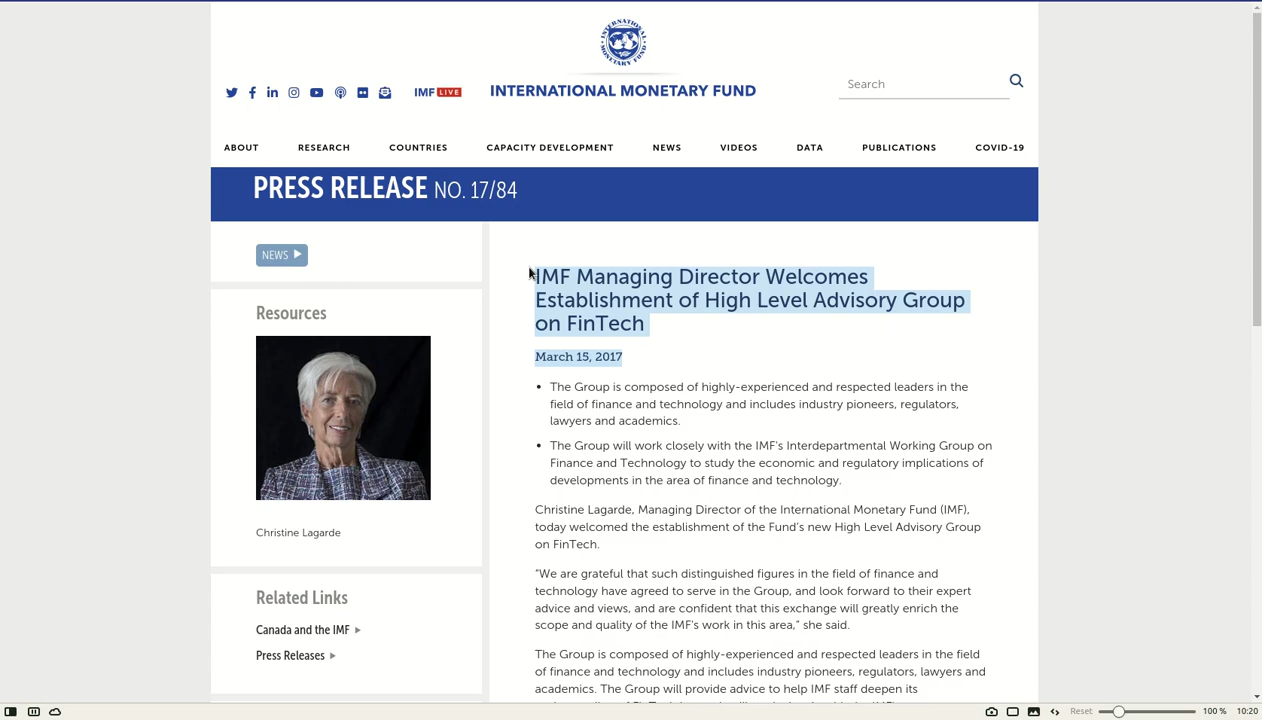 INTERNATIONAL MONETARY FUND
IMF LIVE
INTERNATIONAL MONETARY FUND
Search
ABOUT RESEARCH COUNTRIES CAPACITY DEVELOPMENT NEWS VIDEOS DATA PUBLICATIONS COVID-19
PRESS RELEASE NO. 17/84
NEWS
Resources
Christine Lagarde
Related Links
Canada and the IMF
Press Releases
IMF Managing Director Welcomes
Establishment of High Level Advisory Group
on FinTech
March 15, 2017
• The Group is composed of highly-experienced and respected leaders in the
field of finance and technology and includes industry pioneers, regulators,
lawyers and academics.
• The Group will work closely with the IMF's Interdepartmental Working Group on
Finance and Technology to study the economic and regulatory implications of
developments in the area of finance and technology.
Christine Lagarde, Managing Director of the International Monetary Fund (IMF),
today welcomed the establishment of the Fund's new High Level Advisory Group
on FinTech.
"We are grateful that such distinguished figures in the field of finance and
technology have agreed to serve in the Group, and look forward to their expert
advice and views, and are confident that this exchange will greatly enrich the
scope and quality of the IMF's work in this area," she said.
The Group is composed of highly-experienced and respected leaders in the field
of finance and technology and includes industry pioneers, regulators, lawyers and
academics. The Group will provide advice to help IMF staff deepen its
Reset 100 % 10:20